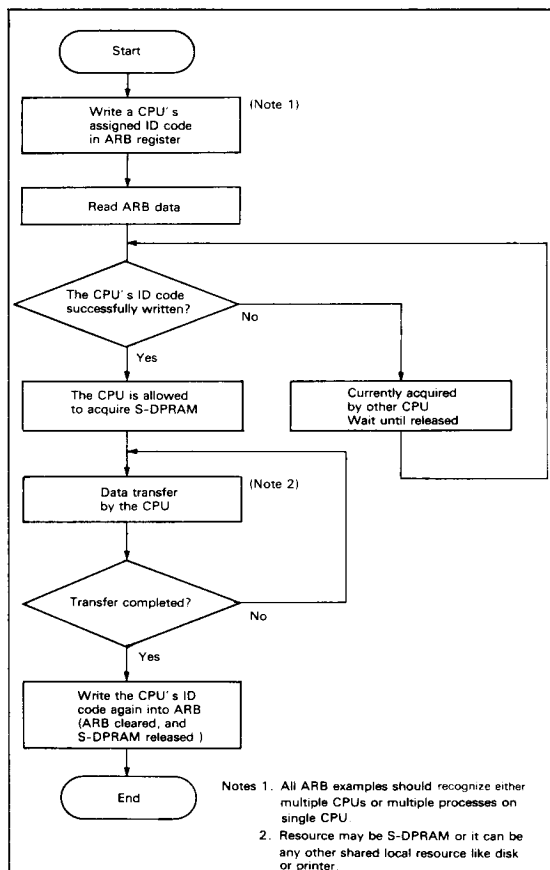 Start
Write a CPU's
assigned ID code
in ARB register
(Note 1)
Read ARB data
The CPU's ID code
successfully written?
No
Yes
The CPU is allowed
to acquire S-DPRAM
Currently acquired
by other CPU
Wait until released
Data transfer
by the CPU
(Note 2)
Transfer completed?
No
Yes
Write the CPU's ID
code again into ARB
(ARB cleared, and
S-DPRAM released )
End
Notes 1. All ARB examples should recognize either
multiple CPUs or multiple processes on
single CPU.
2. Resource may be S-DPRAM or it can be
any other shared local resource like disk
or printer.